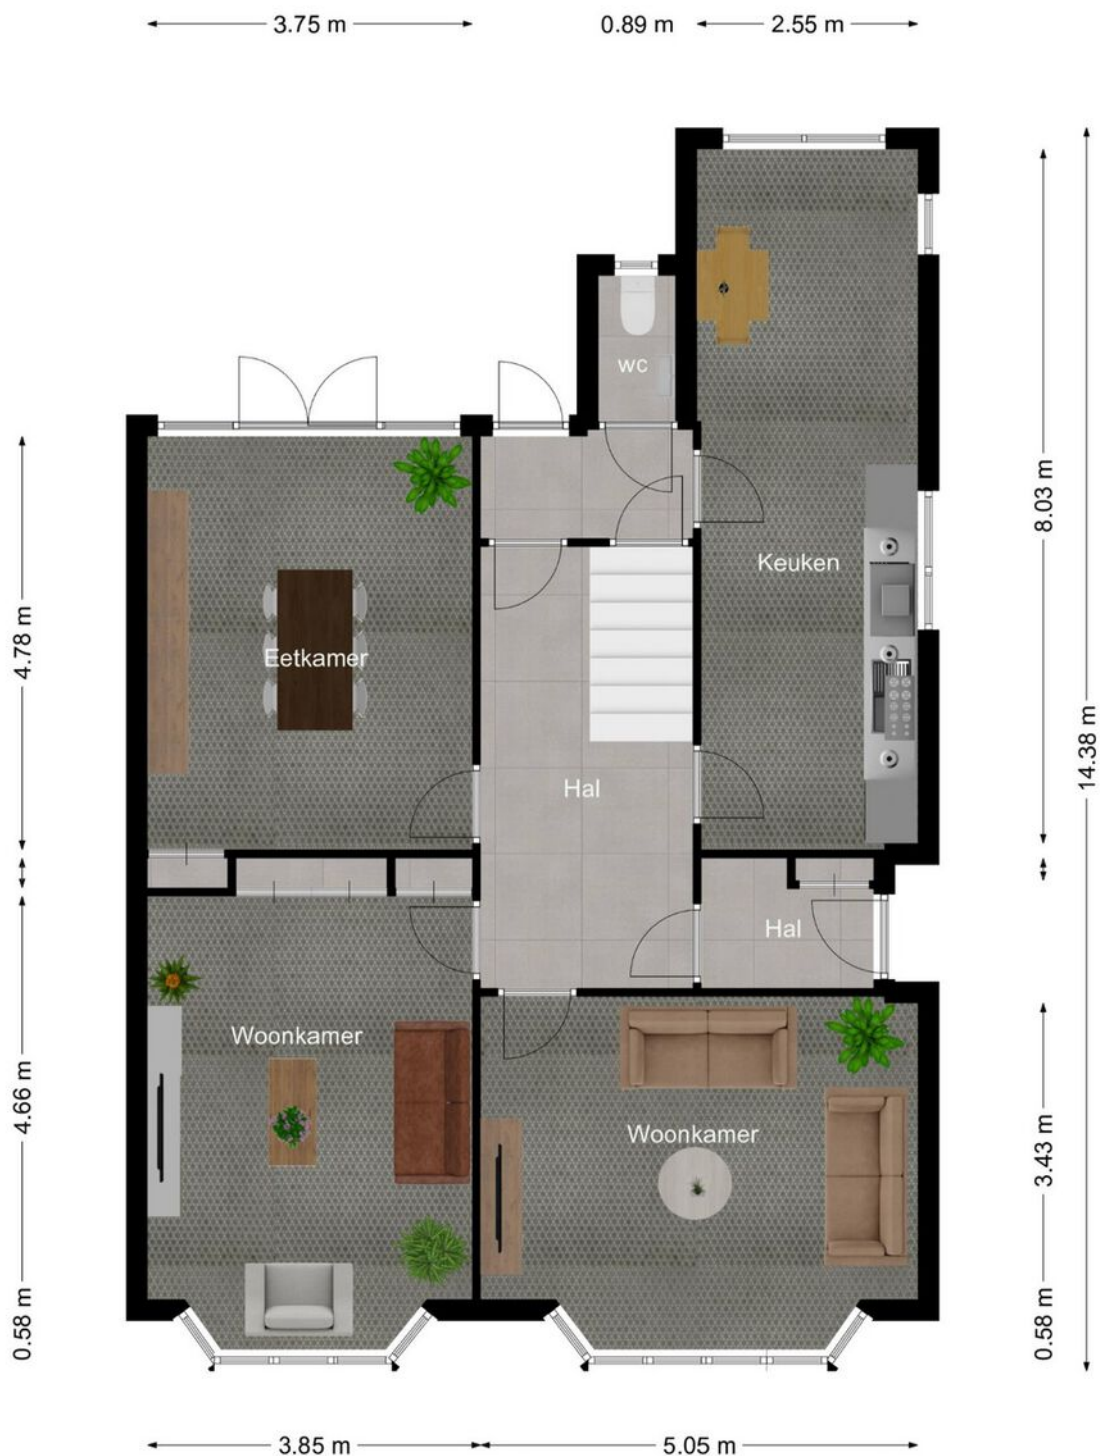 3.75 m
0.89 m
2.55 m
wc
8.03 m
Keuken
4.78 m
Eetkamer
14.38 m
Hal
Hal
Woonkamer
4.66 m
Woonkamer
3.43 m
0.58 m
0.58 m
3.85 m
5.05 m